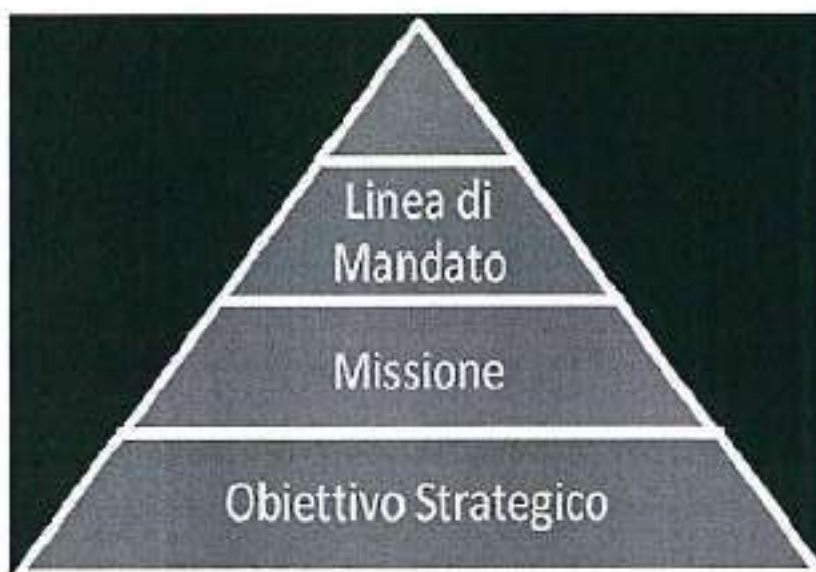 Linea di
Mandato
Missione
Obiettivo Strategico